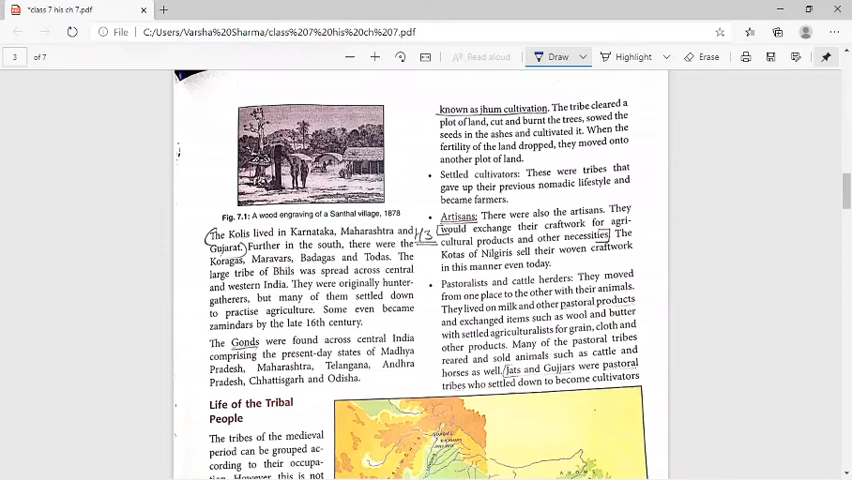 *class 7 his ch 7.pdf
File
C:/Users/Varsha%20Sharma/class%207%20his%20ch%207.pdf
3
of 7
Read aloud
Draw
Highlight
Erase
Fig. 7.1: A wood engraving of a Santhal village, 1878
The Kolis lived in Karnataka, Maharashtra and
Gujarat. Further in the south, there were the
Koragas, Maravars, Badagas and Todas. The
large tribe of Bhils was spread across central
and western India. They were originally hunter-
gatherers, but many of them settled down
to practise agriculture. Some even became
zamindars by the late 16th century.
The Gonds were found across central India
comprising the present-day states of Madhya
Pradesh, Maharashtra, Telangana, Andhra
Pradesh, Chhattisgarh and Odisha.
Life of the Tribal
People
The tribes of the medieval
period can be grouped ac-
cording to their occupa-
tion. However, this is not
known as jhum cultivation. The tribe cleared a
plot of land, cut and burnt the trees, sowed the
seeds in the ashes and cultivated it. When the
fertility of the land dropped, they moved onto
another plot of land.
• Settled cultivators: These were tribes that
gave up their previous nomadic lifestyle and
became farmers.
• Artisans: There were also the artisans. They
H3 would exchange their craftwork for agri-
cultural products and other necessities. The
Kotas of Nilgiris sell their woven craftwork
in this manner even today.
• Pastoralists and cattle herders: They moved
from one place to the other with their animals.
They lived on milk and other pastoral products
and exchanged items such as wool and butter
with settled agriculturalists for grain, cloth and
other products. Many of the pastoral tribes
reared and sold animals such as cattle and
horses as well. Jats and Gujjars were pastoral
tribes who settled down to become cultivators